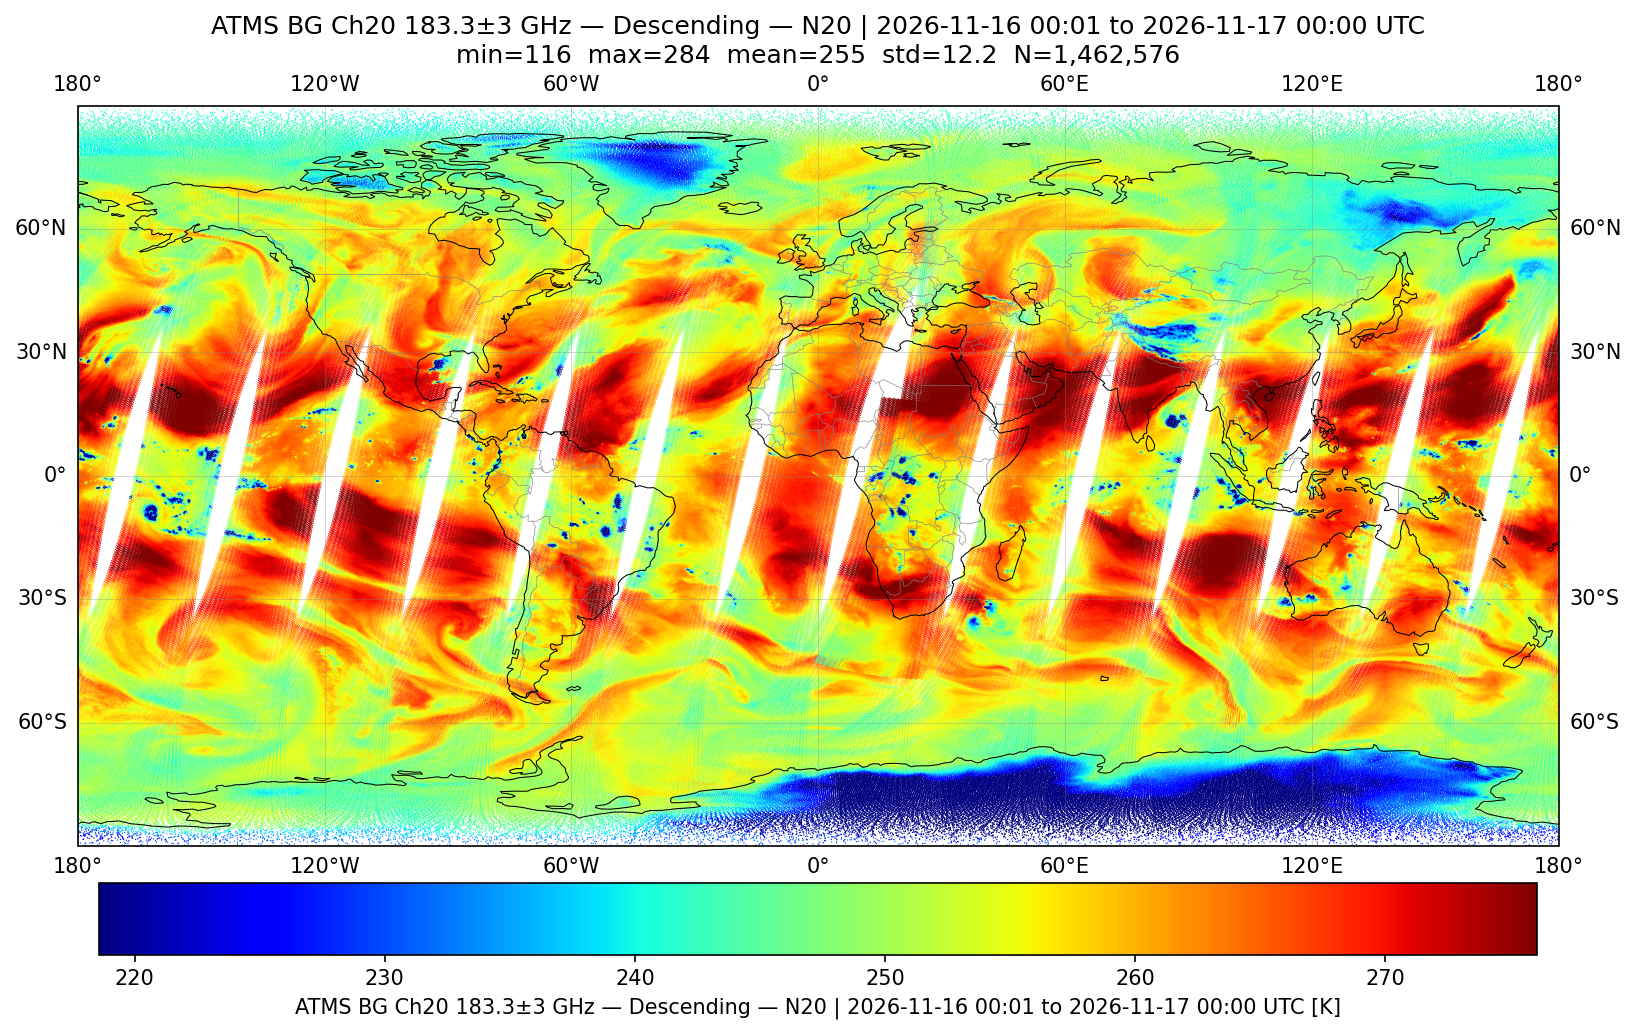 ATMS BG Ch20 183.3±3 GHz — Descending — N20 | 2026-11-16 00:01 to 2026-11-17 00:00 UTC
min=116  max=284  mean=255  std=12.2  N=1,462,576
180° 120°W 60°W 0° 60°E 120°E 180°
60°N 60°N
30°N 30°N
0° 0°
30°S 30°S
60°S 60°S
180° 120°W 60°W 0° 60°E 120°E 180°
220 230 240 250 260 270
ATMS BG Ch20 183.3±3 GHz — Descending — N20 | 2026-11-16 00:01 to 2026-11-17 00:00 UTC [K]